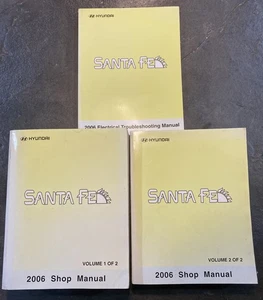 HYUNDAI
SANTA FE
2006 Electrical Troubleshooting Manual
HYUNDAI
SANTA FE
VOLUME 1 OF 2
2006 Shop Manual
HYUNDAI
SANTA FE
VOLUME 2 OF 2
2006 Shop Manual